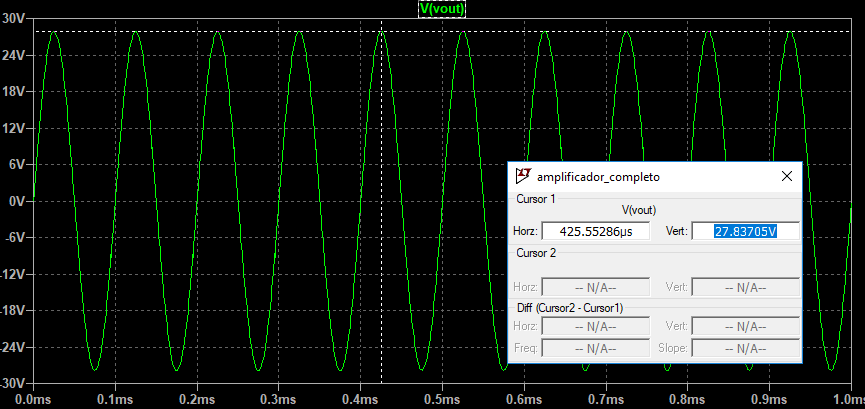 V(vout)
30V
24V
18V
12V
6V
0V
-6V
-12V
-18V
-24V
-30V
0.0ms 0.1ms 0.2ms 0.3ms 0.4ms 0.5ms 0.6ms 0.7ms 0.8ms 0.9ms 1.0ms
amplificador_completo
Cursor 1
V(vout)
Horz: 425.55286µs Vert: 27.83705V
Cursor 2
Horz: -- N/A-- Vert: -- N/A--
Diff (Cursor2 - Cursor1)
Horz: -- N/A-- Vert: -- N/A--
Freq: -- N/A-- Slope: -- N/A--